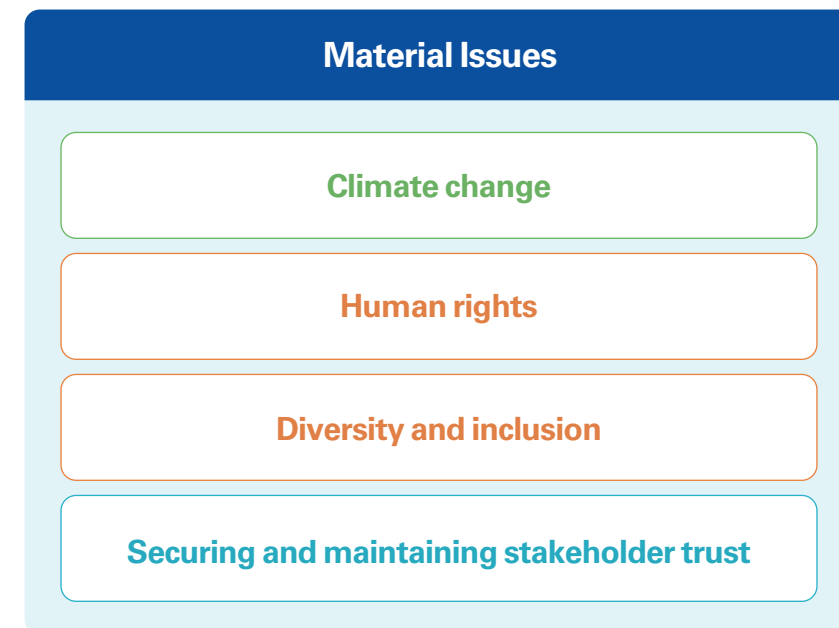 Material Issues
Climate change
Human rights
Diversity and inclusion
Securing and maintaining stakeholder trust